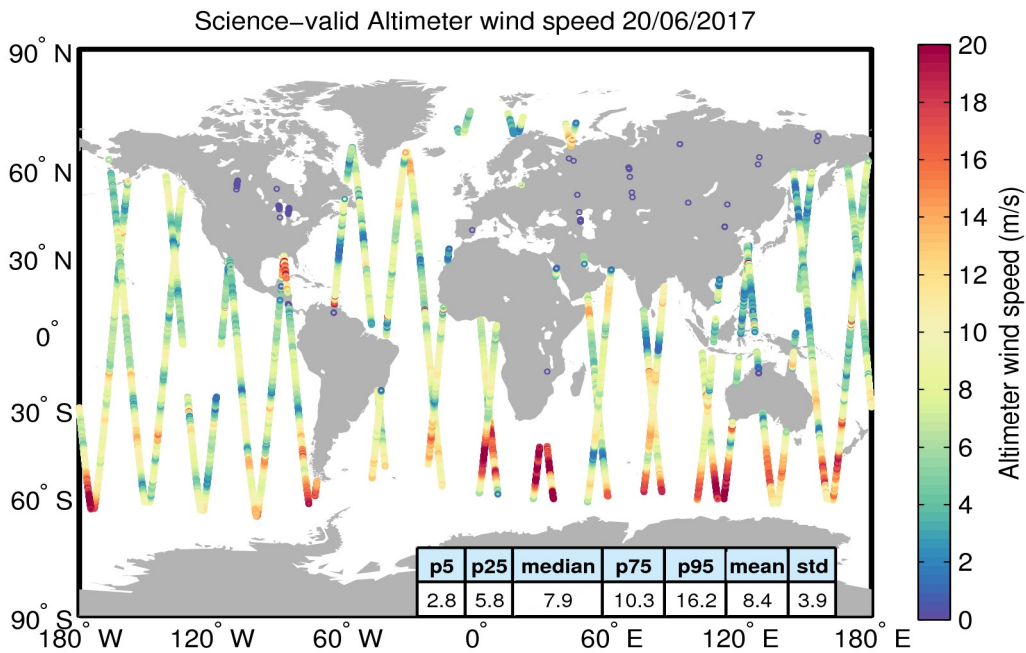 Science−valid Altimeter wind speed 20/06/2017
90° N
60° N
30° N
0°
30° S
60° S
90° S
180° W
120° W
60° W
0°
60° E
120° E
180° E
p5 p25 median p75 p95 mean std
2.8 5.8 7.9 10.3 16.2 8.4 3.9
20
18
16
14
12
10
8
6
4
2
0
Altimeter wind speed (m/s)